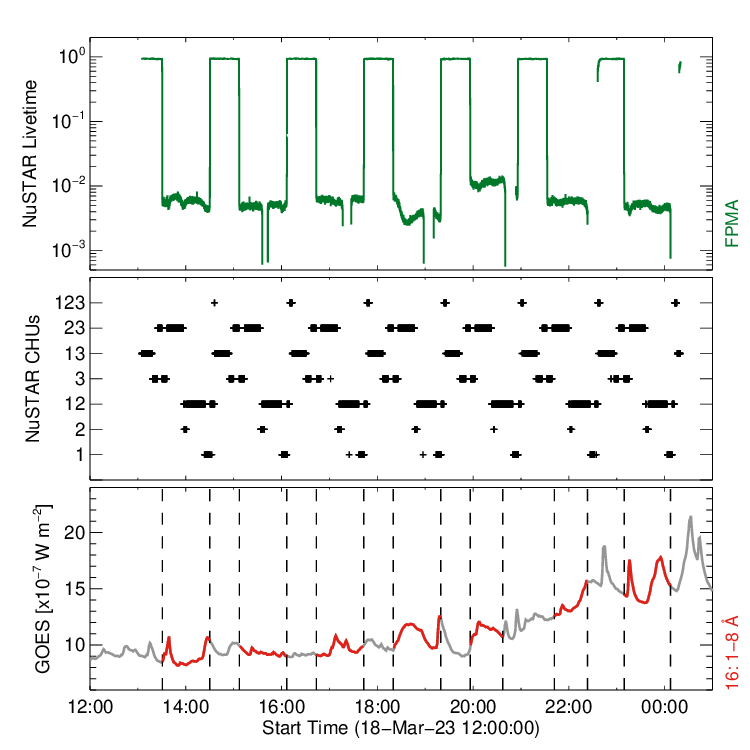 NuSTAR Livetime
10⁰
10⁻¹
10⁻²
10⁻³
FPMA
NuSTAR CHUs
123
23
13
3
12
2
1
GOES [x10⁻⁷ W m⁻²]
20
15
10
16: 1−8 Å
12:00 14:00 16:00 18:00 20:00 22:00 00:00
Start Time (18−Mar−23 12:00:00)